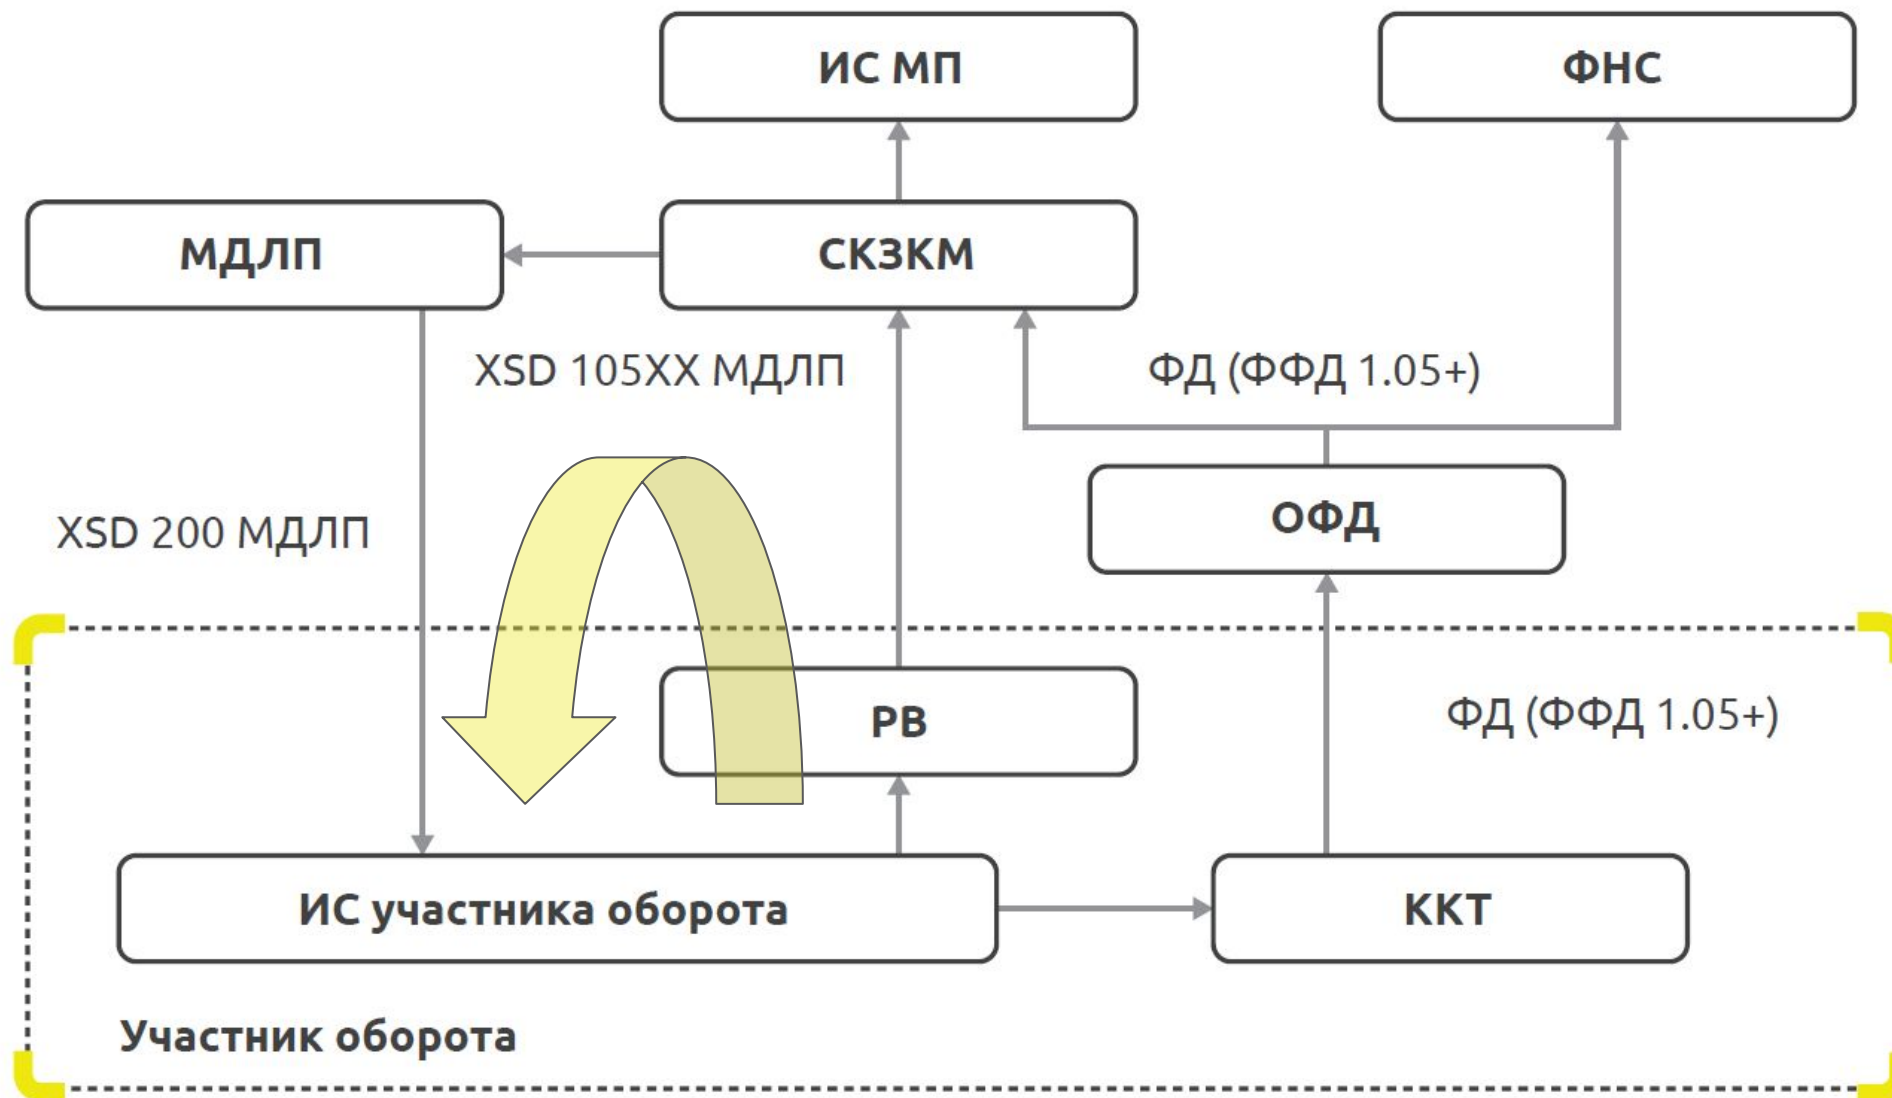 ИС МП
ФНС
МДЛП
СКЗКМ
XSD 105XX МДЛП
ФД (ФФД 1.05+)
ОФД
XSD 200 МДЛП
РВ
ФД (ФФД 1.05+)
ИС участника оборота
ККТ
Участник оборота